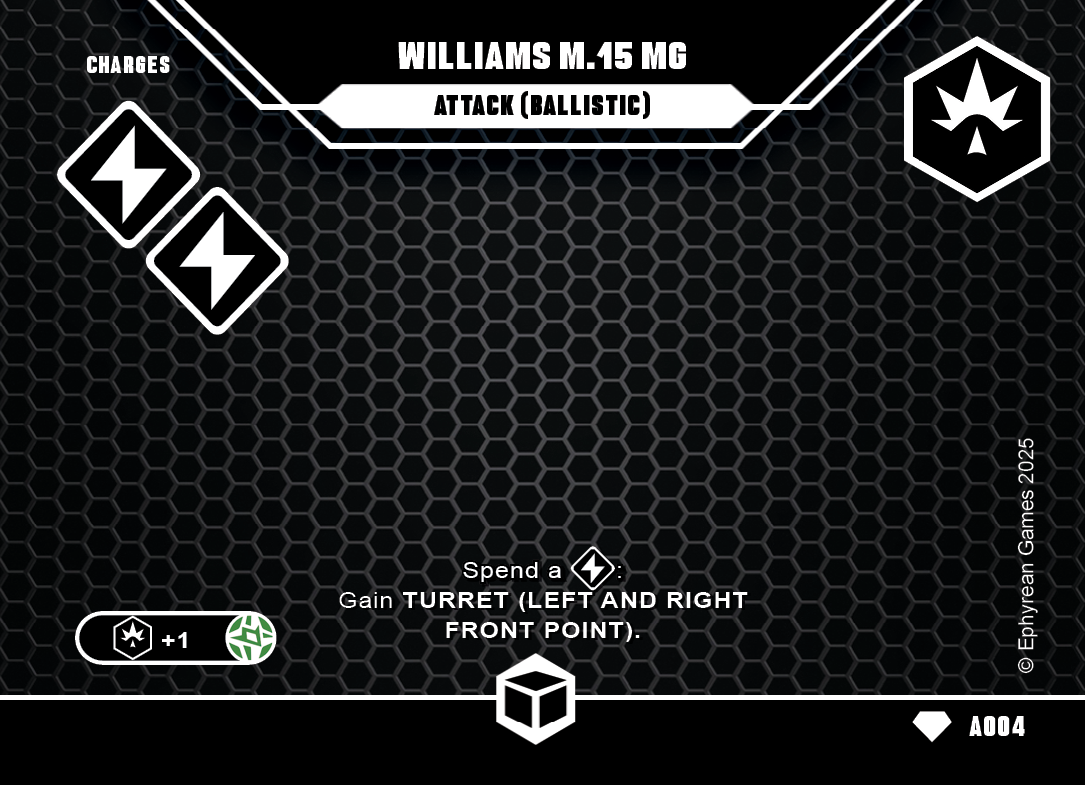 CHARGES
WILLIAMS M.15 MG
ATTACK (BALLISTIC)
Spend a :
Gain TURRET (LEFT AND RIGHT
FRONT POINT).
+1
© Ephyrean Games 2025
A004